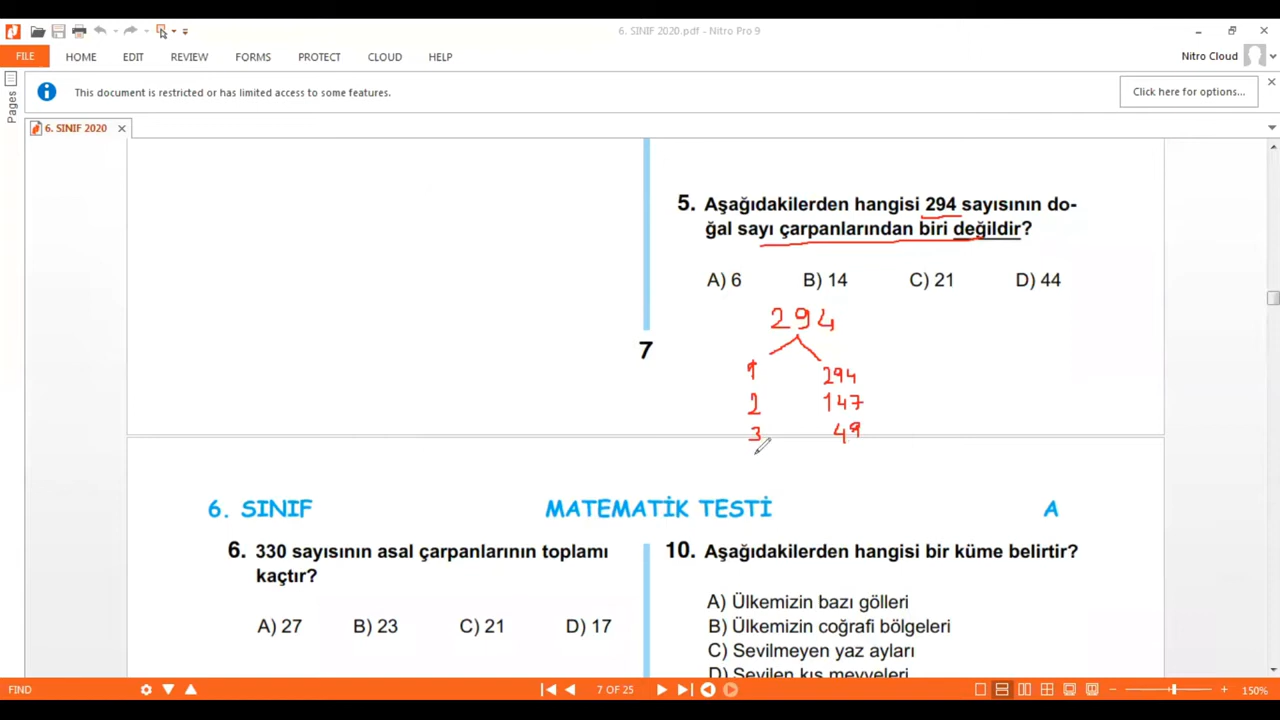 6. SINIF 2020.pdf - Nitro Pro 9
FILE HOME EDIT REVIEW FORMS PROTECT CLOUD HELP
Nitro Cloud
This document is restricted or has limited access to some features.
Click here for options...
Pages
6. SINIF 2020
5. Aşağıdakilerden hangisi 294 sayısının do-
ğal sayı çarpanlarından biri değildir?
A) 6 B) 14 C) 21 D) 44
294
1 294
2 147
3 49
7
6. SINIF MATEMATİK TESTİ A
6. 330 sayısının asal çarpanlarının toplamı
kaçtır?
A) 27 B) 23 C) 21 D) 17
10. Aşağıdakilerden hangisi bir küme belirtir?
A) Ülkemizin bazı gölleri
B) Ülkemizin coğrafi bölgeleri
C) Sevilmeyen yaz ayları
D) Sevilen kış meyveleri
FIND
7 OF 25
150%